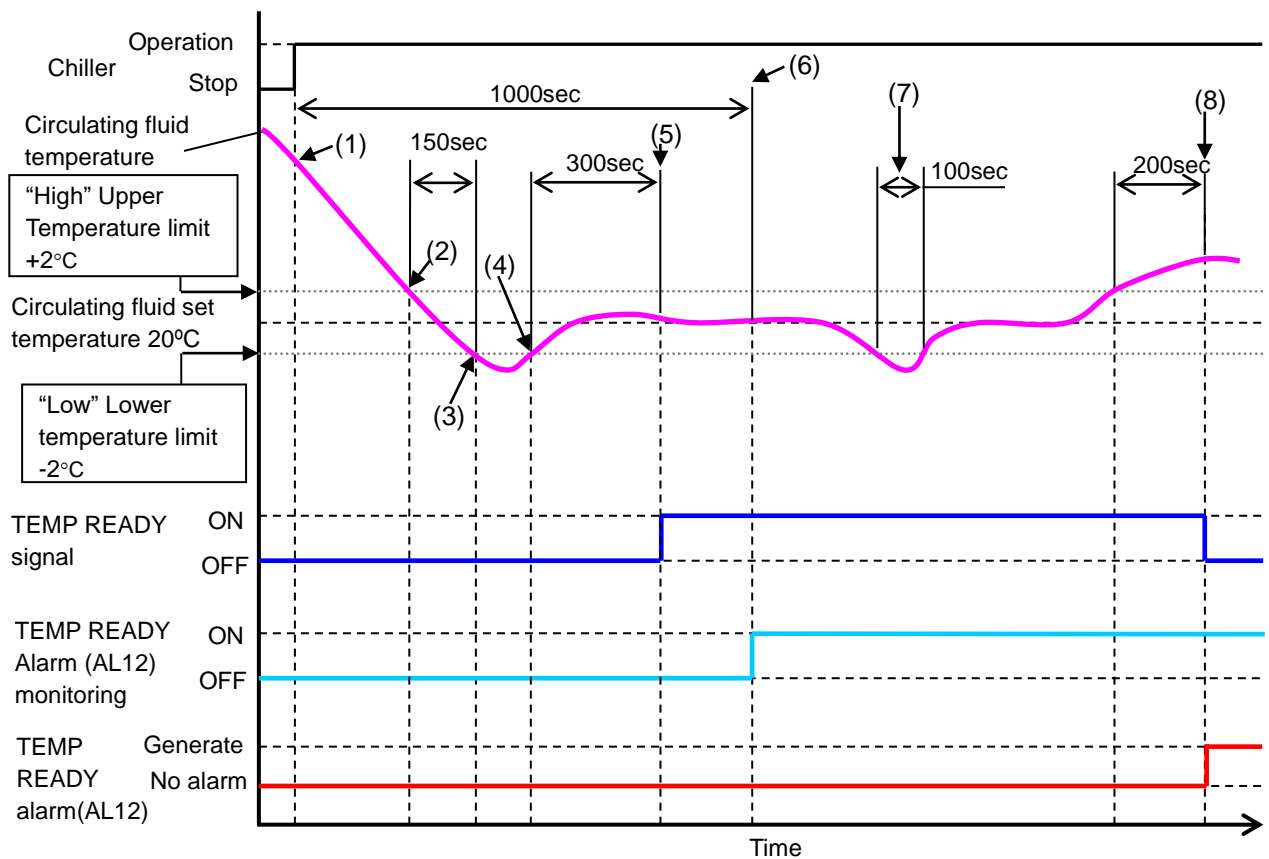 Operation
Chiller
Stop
(6)
1000sec
(7)
(8)
Circulating fluid
temperature
(1)
150sec
(5)
300sec
100sec
200sec
“High” Upper
Temperature limit
+2°C
(2)
(4)
Circulating fluid set
temperature 20ºC
(3)
“Low” Lower
temperature limit
-2°C
TEMP READY
signal
ON
OFF
TEMP READY
Alarm (AL12)
monitoring
ON
OFF
TEMP
READY
alarm(AL12)
Generate
No alarm
Time